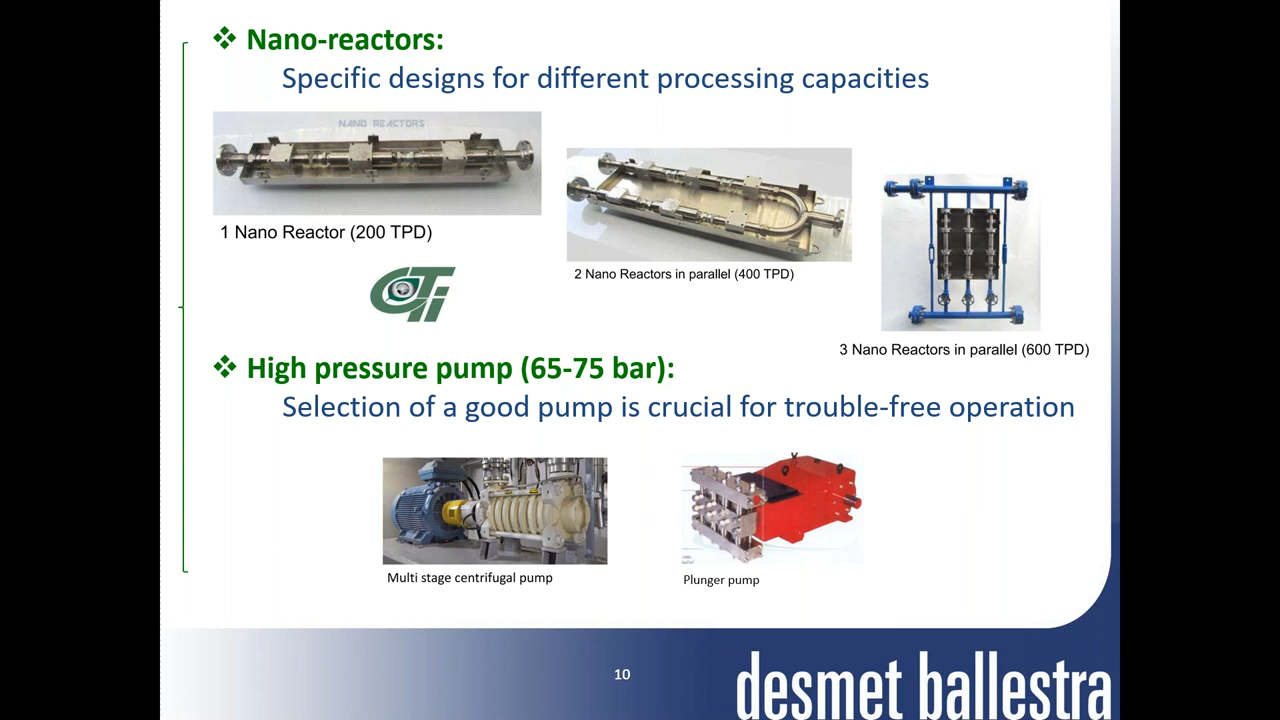 ❖ Nano-reactors:
Specific designs for different processing capacities
NANO REACTORS
1 Nano Reactor (200 TPD)
2 Nano Reactors in parallel (400 TPD)
3 Nano Reactors in parallel (600 TPD)
CTi
❖ High pressure pump (65-75 bar):
Selection of a good pump is crucial for trouble-free operation
Multi stage centrifugal pump
Plunger pump
10
desmet ballestra